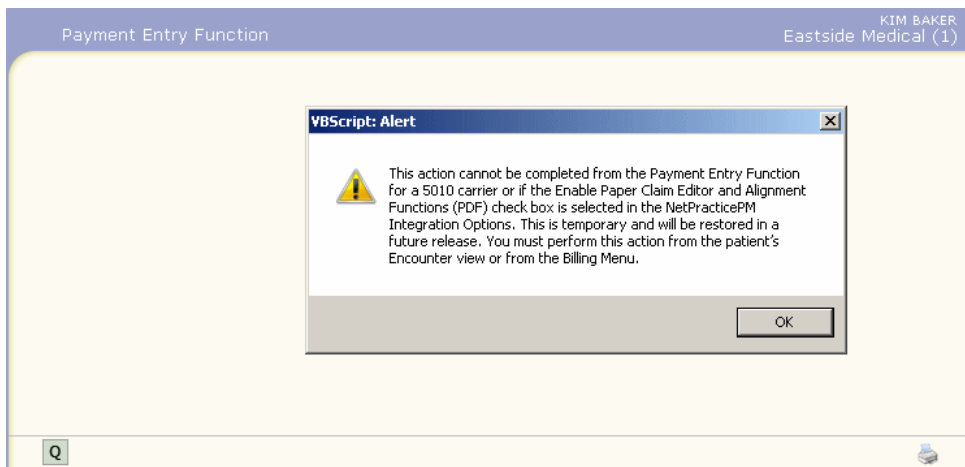 KIM BAKER
Payment Entry Function
Eastside Medical (1)
VBScript: Alert
This action cannot be completed from the Payment Entry Function
for a 5010 carrier or if the Enable Paper Claim Editor and Alignment
Functions (PDF) check box is selected in the NetPracticePM
Integration Options. This is temporary and will be restored in a
future release. You must perform this action from the patient's
Encounter view or from the Billing Menu.
OK
Q